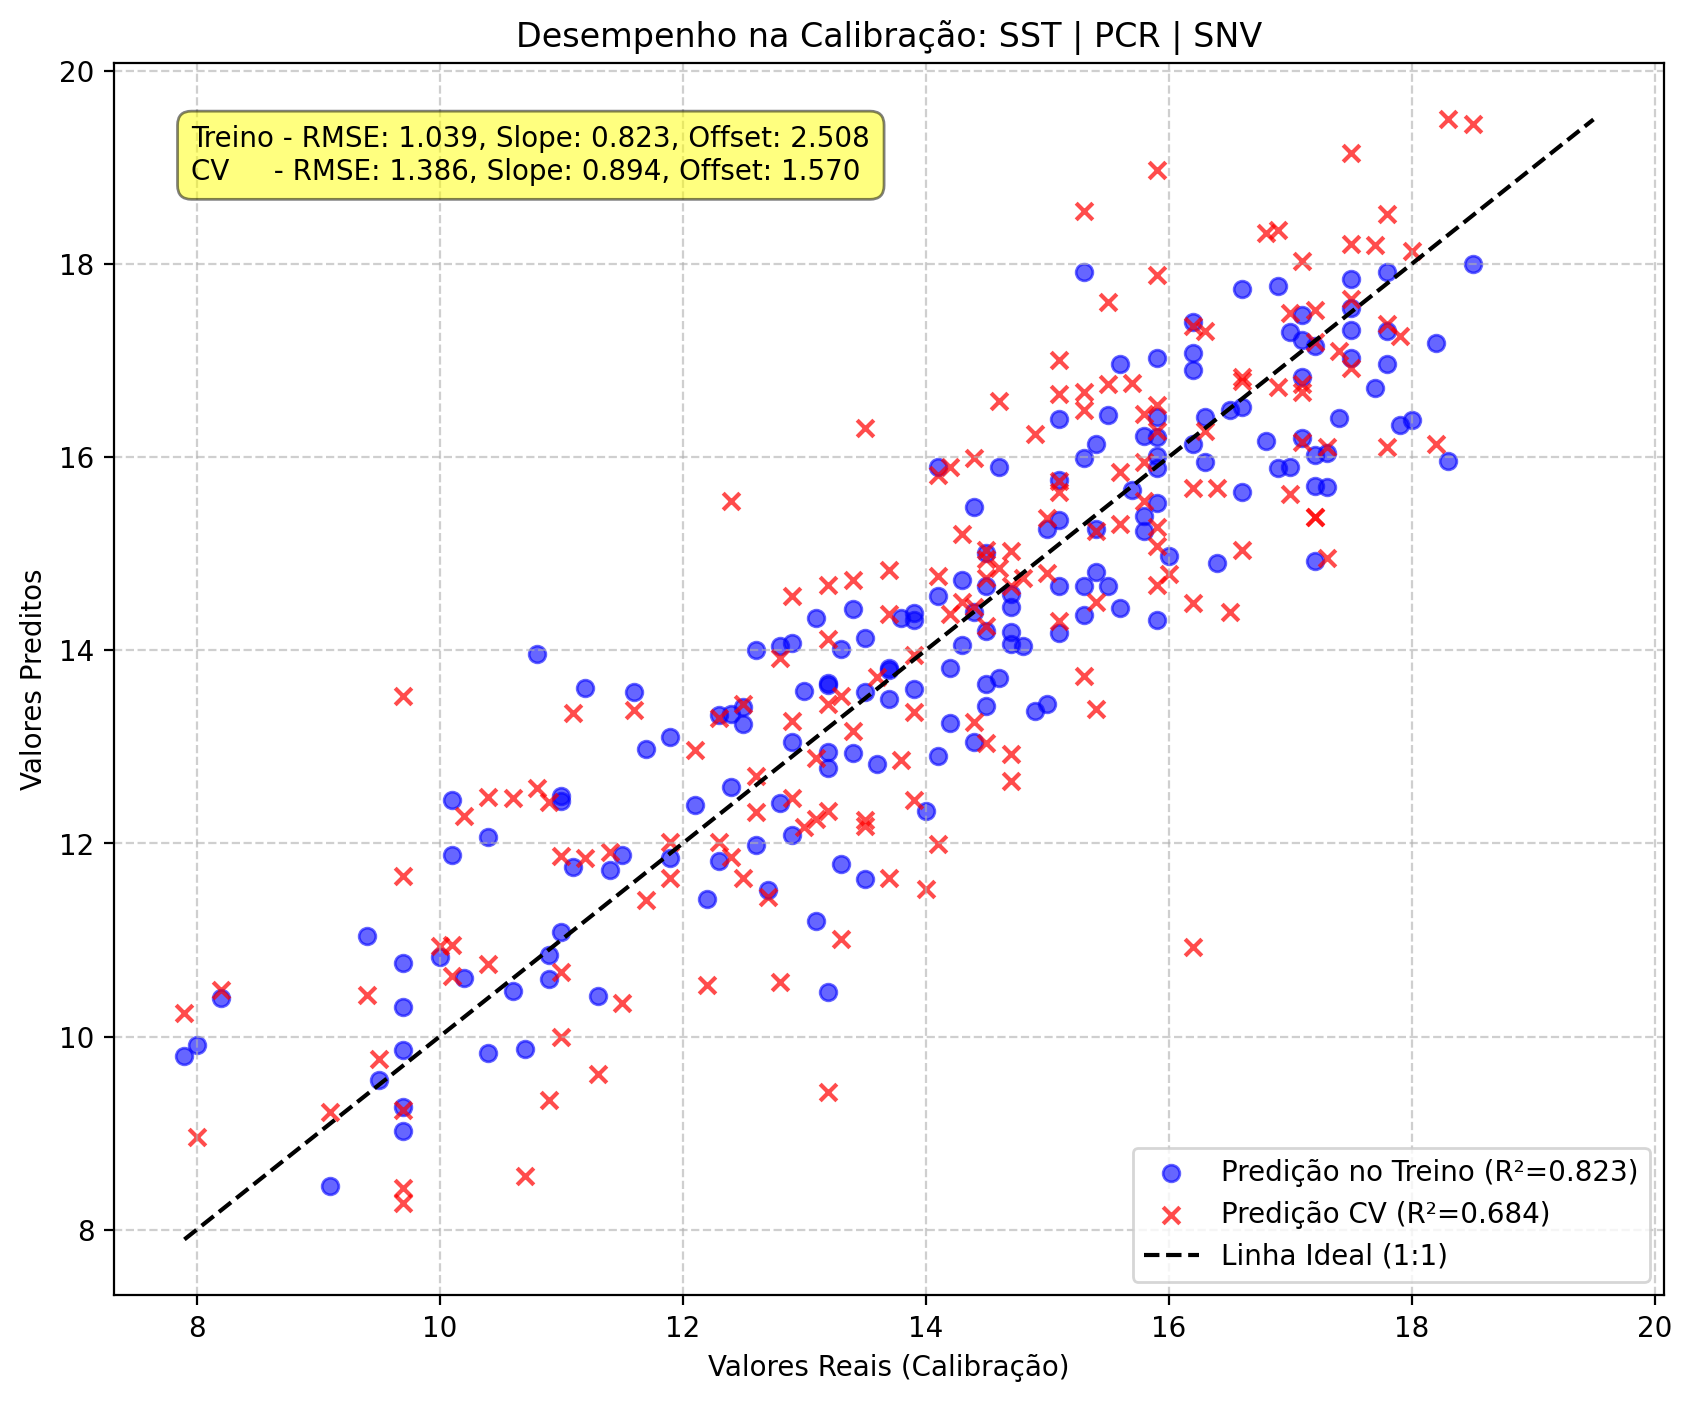 Desempenho na Calibração: SST | PCR | SNV
20
18
16
14
12
10
8
Valores Preditos
Treino - RMSE: 1.039, Slope: 0.823, Offset: 2.508
CV - RMSE: 1.386, Slope: 0.894, Offset: 1.570
Predição no Treino (R²=0.823)
Predição CV (R²=0.684)
Linha Ideal (1:1)
8 10 12 14 16 18 20
Valores Reais (Calibração)